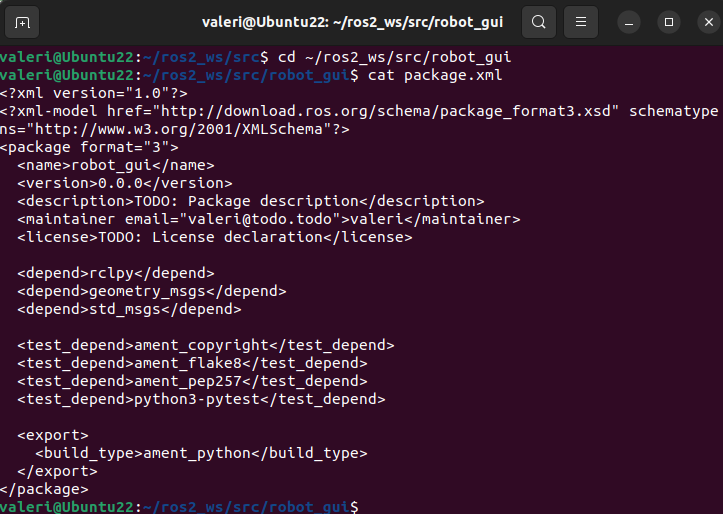 valeri@Ubuntu22: ~/ros2_ws/src/robot_gui
valeri@Ubuntu22:~/ros2_ws/src$ cd ~/ros2_ws/src/robot_gui
valeri@Ubuntu22:~/ros2_ws/src/robot_gui$ cat package.xml
<?xml version="1.0"?>
<?xml-model href="http://download.ros.org/schema/package_format3.xsd" schematype
ns="http://www.w3.org/2001/XMLSchema"?>
<package format="3">
  <name>robot_gui</name>
  <version>0.0.0</version>
  <description>TODO: Package description</description>
  <maintainer email="valeri@todo.todo">valeri</maintainer>
  <license>TODO: License declaration</license>

  <depend>rclpy</depend>
  <depend>geometry_msgs</depend>
  <depend>std_msgs</depend>

  <test_depend>ament_copyright</test_depend>
  <test_depend>ament_flake8</test_depend>
  <test_depend>ament_pep257</test_depend>
  <test_depend>python3-pytest</test_depend>

  <export>
    <build_type>ament_python</build_type>
  </export>
</package>
valeri@Ubuntu22:~/ros2_ws/src/robot_gui$